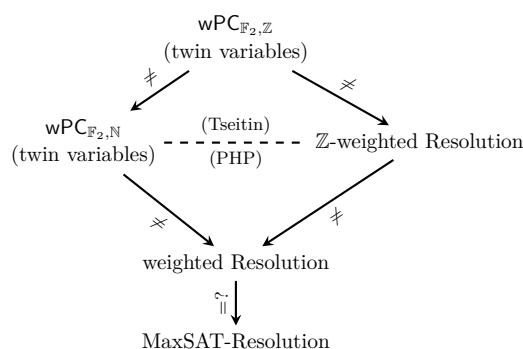 wPC_{𝔽₂,ℤ}
(twin variables)
≠
≠
wPC_{𝔽₂,ℕ}
(twin variables)
(Tseitin)
(PHP)
ℤ-weighted Resolution
≠
≠
weighted Resolution
=?
MaxSAT-Resolution